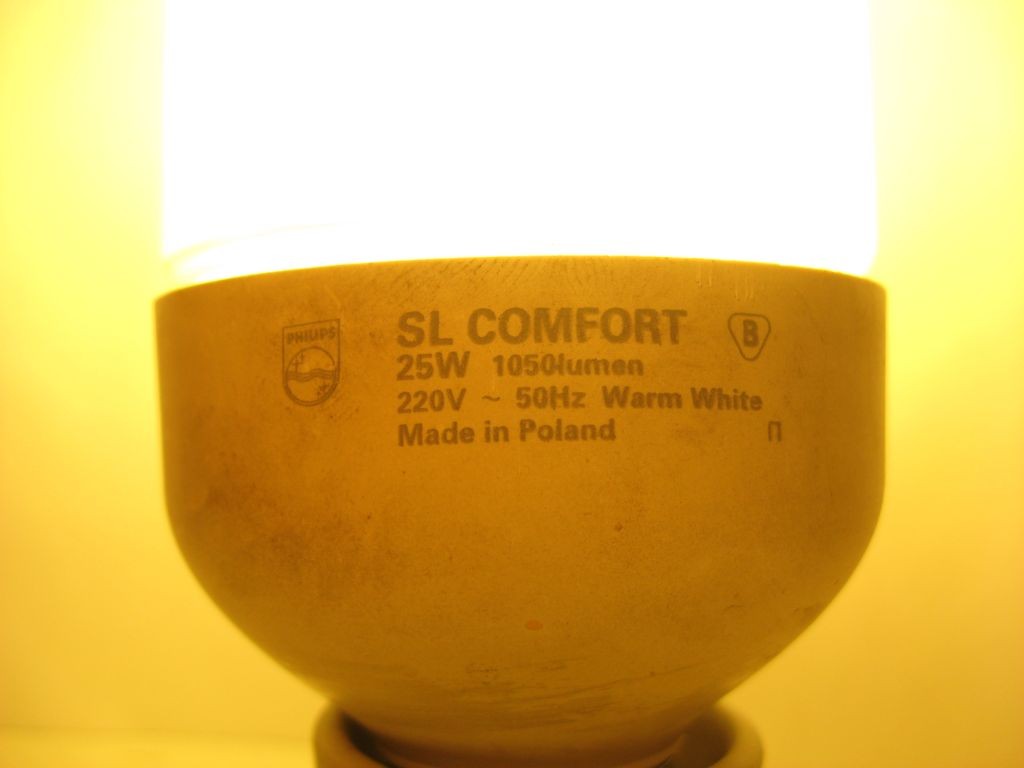 PHILIPS
SL COMFORT
B
25W 1050lumen
220V ~ 50Hz Warm White
Made in Poland